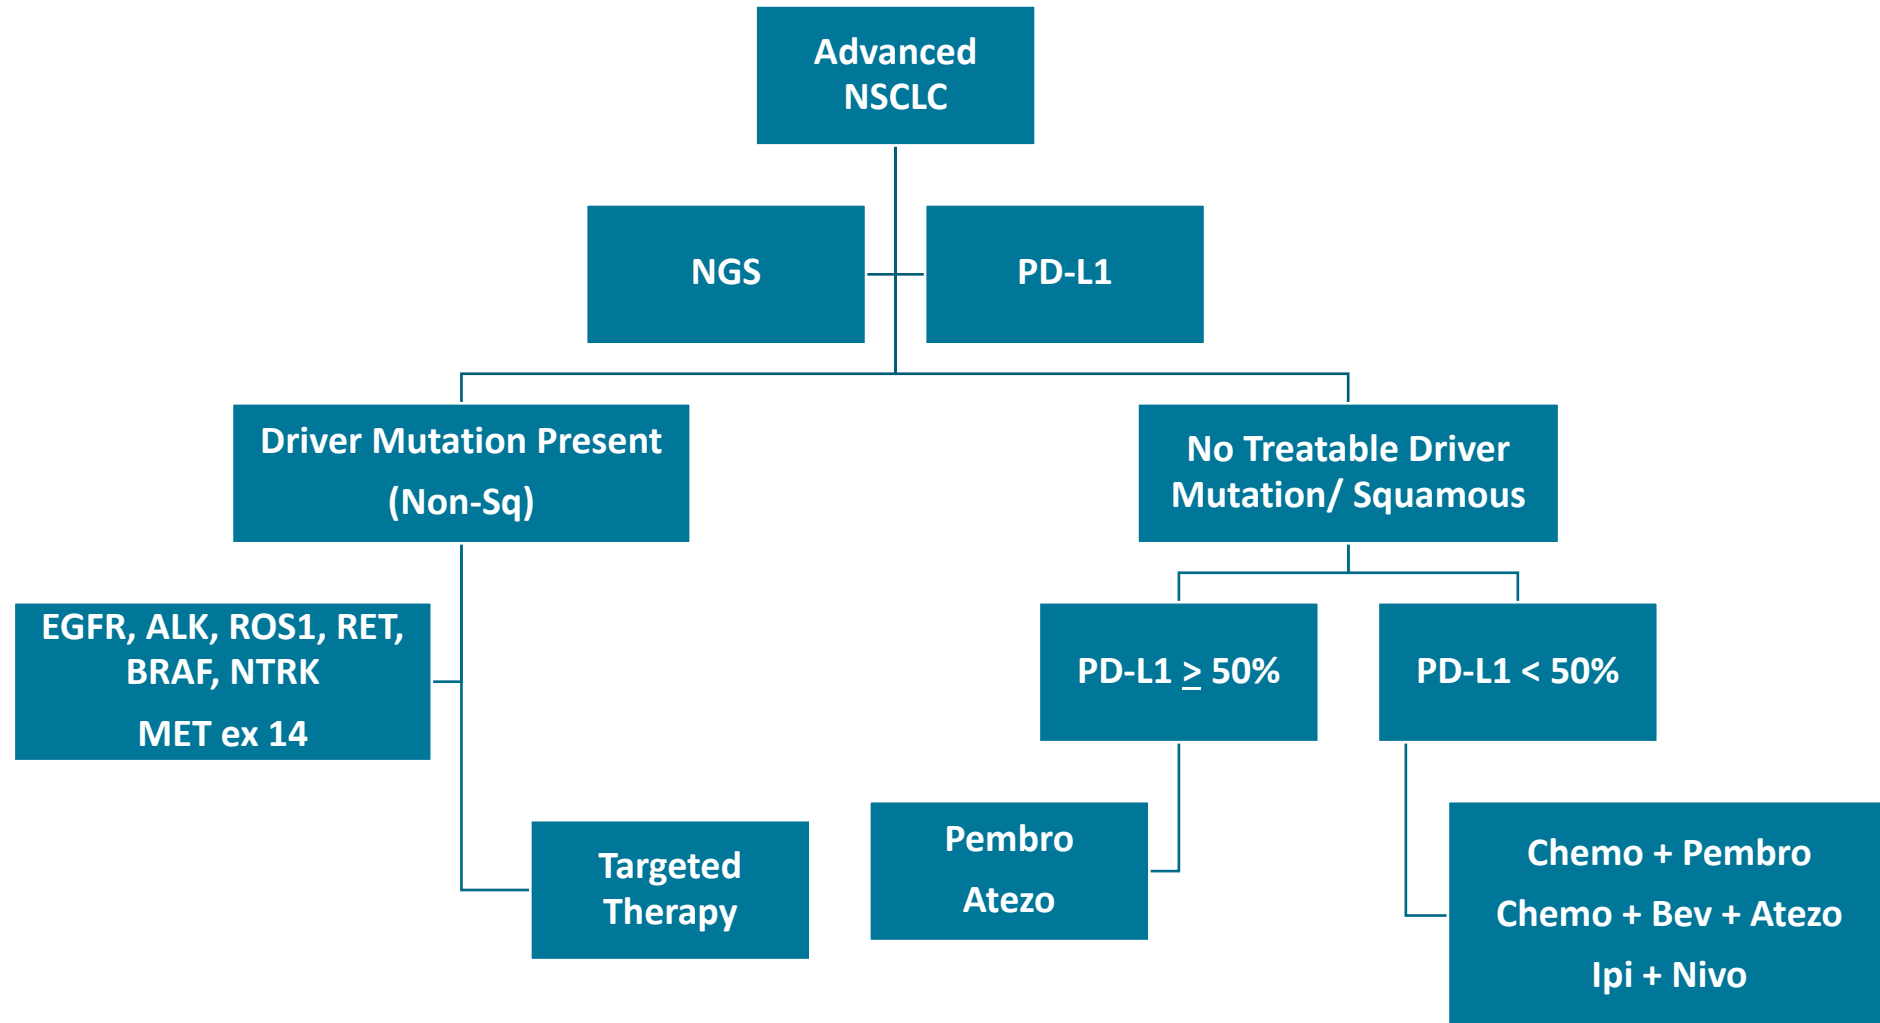 Advanced
NSCLC
NGS
PD-L1
Driver Mutation Present
(Non-Sq)
No Treatable Driver
Mutation/ Squamous
EGFR, ALK, ROS1, RET,
BRAF, NTRK
MET ex 14
PD-L1 ≥ 50%
PD-L1 < 50%
Targeted
Therapy
Pembro
Atezo
Chemo + Pembro
Chemo + Bev + Atezo
Ipi + Nivo